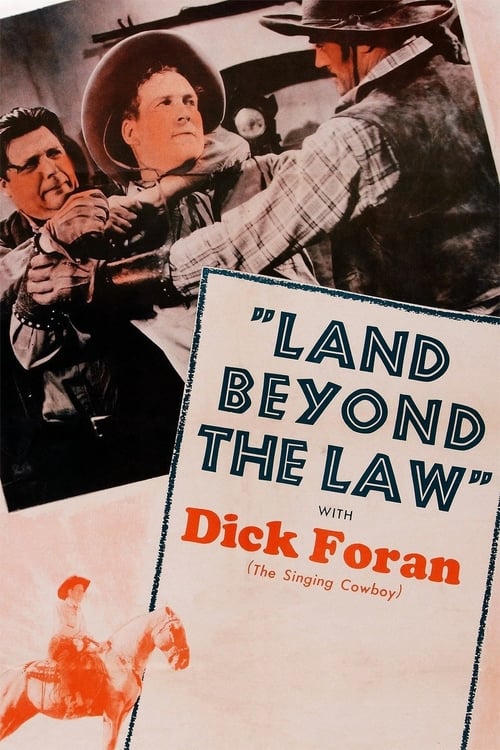 "LAND
BEYOND
THE LAW"
WITH
Dick Foran
(The Singing Cowboy)